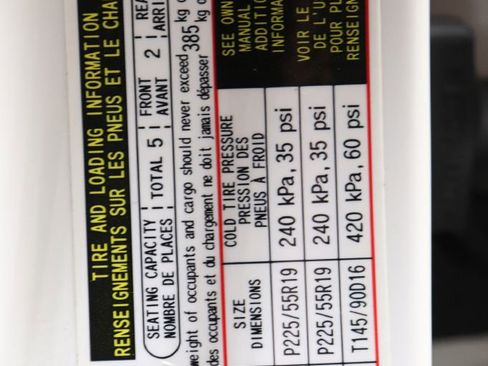 TIRE AND LOADING INFORMATION
RENSEIGNEMENTS SUR LES PNEUS ET LE CHA
SEATING CAPACITY TOTAL 5 FRONT 2 REA
NOMBRE DE PLACES AVANT ARRI
weight of occupants and cargo should never exceed 385 kg o
des occupants et du chargement ne doit jamais dépasser kg o
SIZE COLD TIRE PRESSURE SEE OWN
DIMENSIONS PRESSION DES MANUAL
PNEUS À FROID ADDITIO
INFORMA
P225/55R19 240 kPa, 35 psi VOIR LE
DE L'U
P225/55R19 240 kPa, 35 psi POUR PL
T145/90D16 420 kPa, 60 psi RENSEIGN